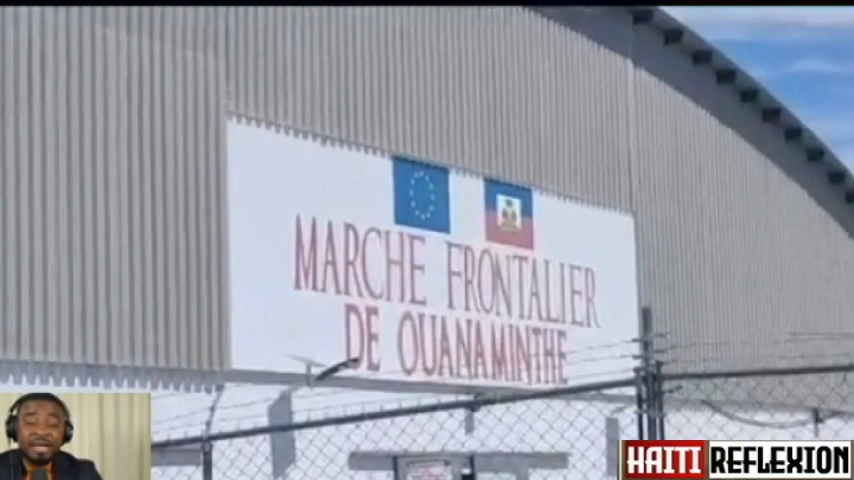 MARCHE FRONTALIER
DE OUANAMINTHE
HAITI REFLEXION